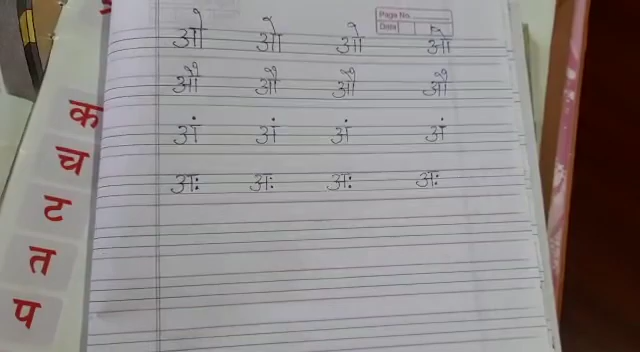 Page No.
Date
ओ ओ ओ ओ
औ औ औ औ
अं अं अं अं
अः अः अः अः
क
च
ट
त
प